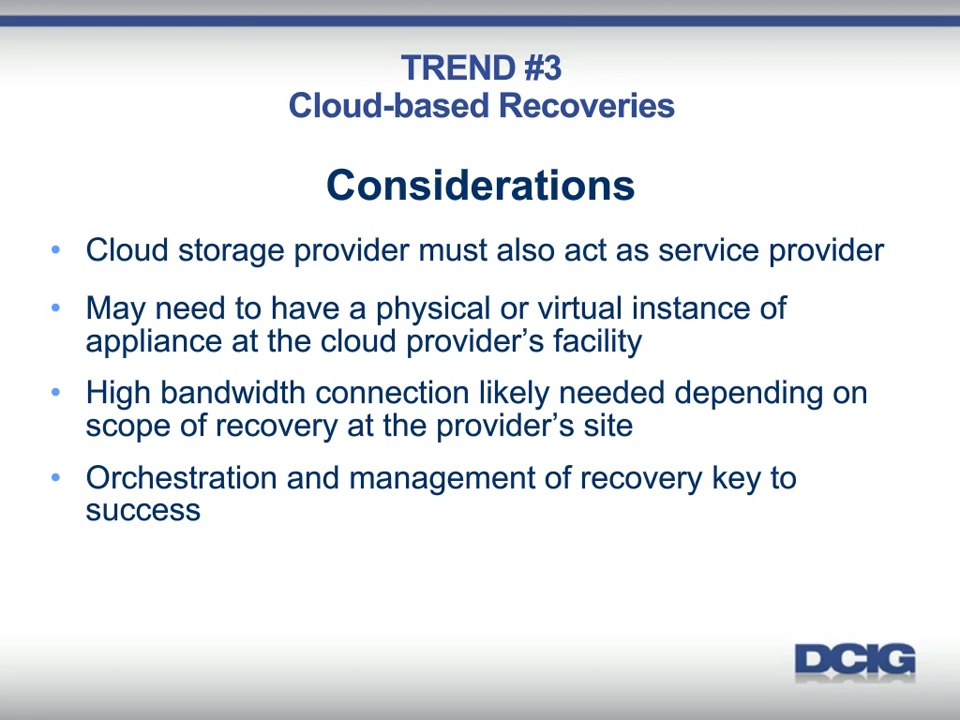 TREND #3
Cloud-based Recoveries
Considerations
• Cloud storage provider must also act as service provider
• May need to have a physical or virtual instance of
appliance at the cloud provider’s facility
• High bandwidth connection likely needed depending on
scope of recovery at the provider’s site
• Orchestration and management of recovery key to
success
DCIG